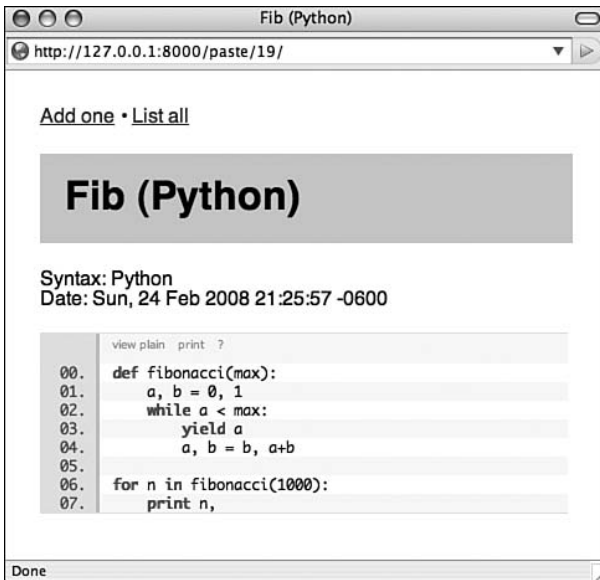 Fib (Python)
http://127.0.0.1:8000/paste/19/
Add one • List all
Fib (Python)
Syntax: Python
Date: Sun, 24 Feb 2008 21:25:57 -0600
view plain print ?
00. def fibonacci(max):
01.     a, b = 0, 1
02.     while a < max:
03.         yield a
04.         a, b = b, a+b
05.
06. for n in fibonacci(1000):
07.     print n,
Done